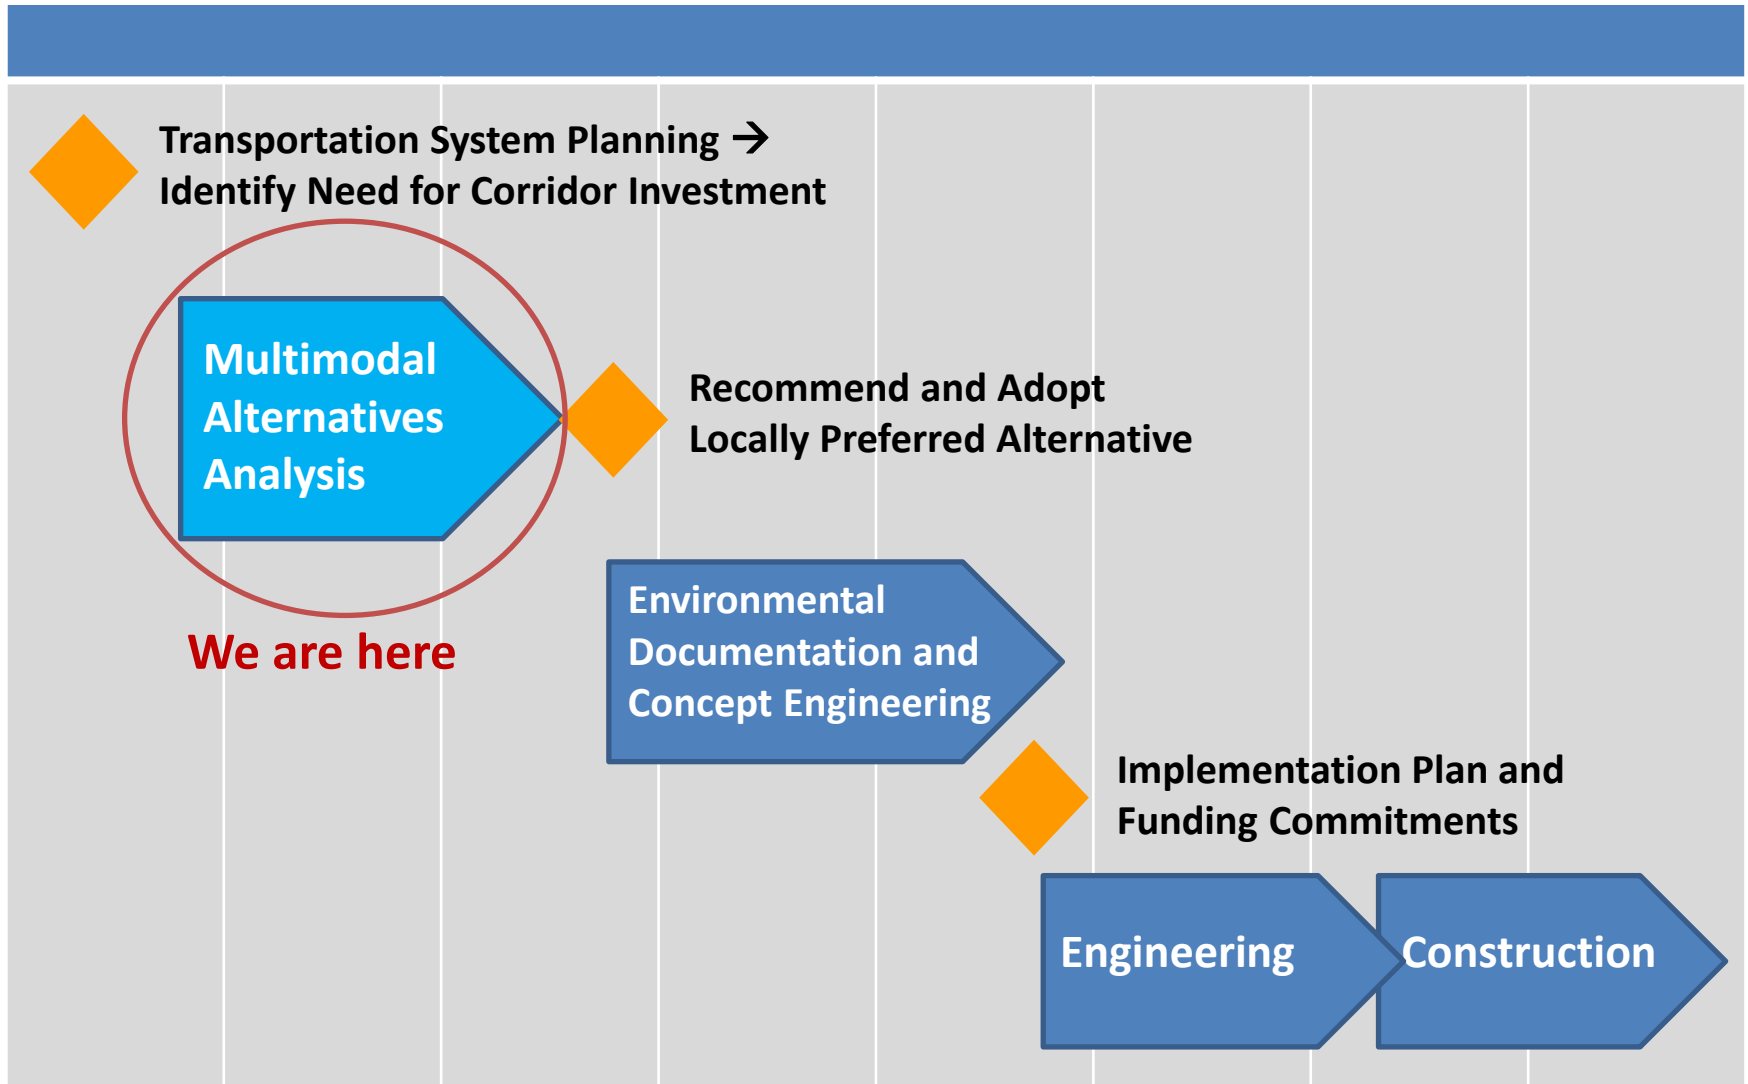 Transportation System Planning →
Identify Need for Corridor Investment
Multimodal
Alternatives
Analysis
Recommend and Adopt
Locally Preferred Alternative
We are here
Environmental
Documentation and
Concept Engineering
Implementation Plan and
Funding Commitments
Engineering
Construction